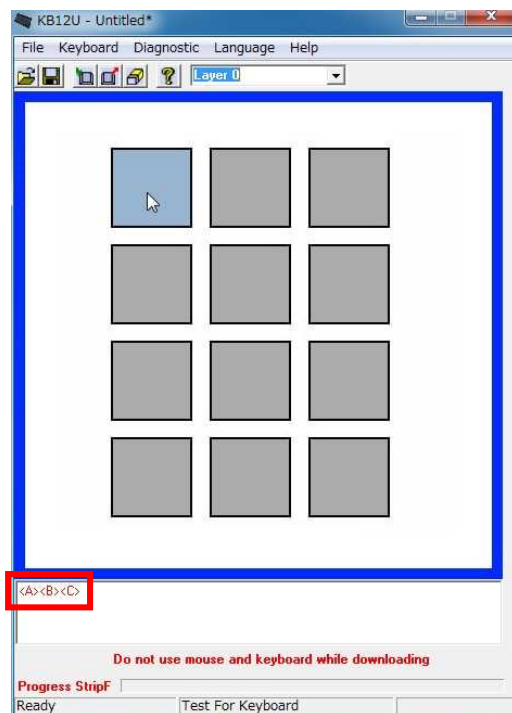 KB12U - Untitled*
File Keyboard Diagnostic Language Help
Layer 0
<A><B><C>
Do not use mouse and keyboard while downloading
Progress StripF
Ready Test For Keyboard